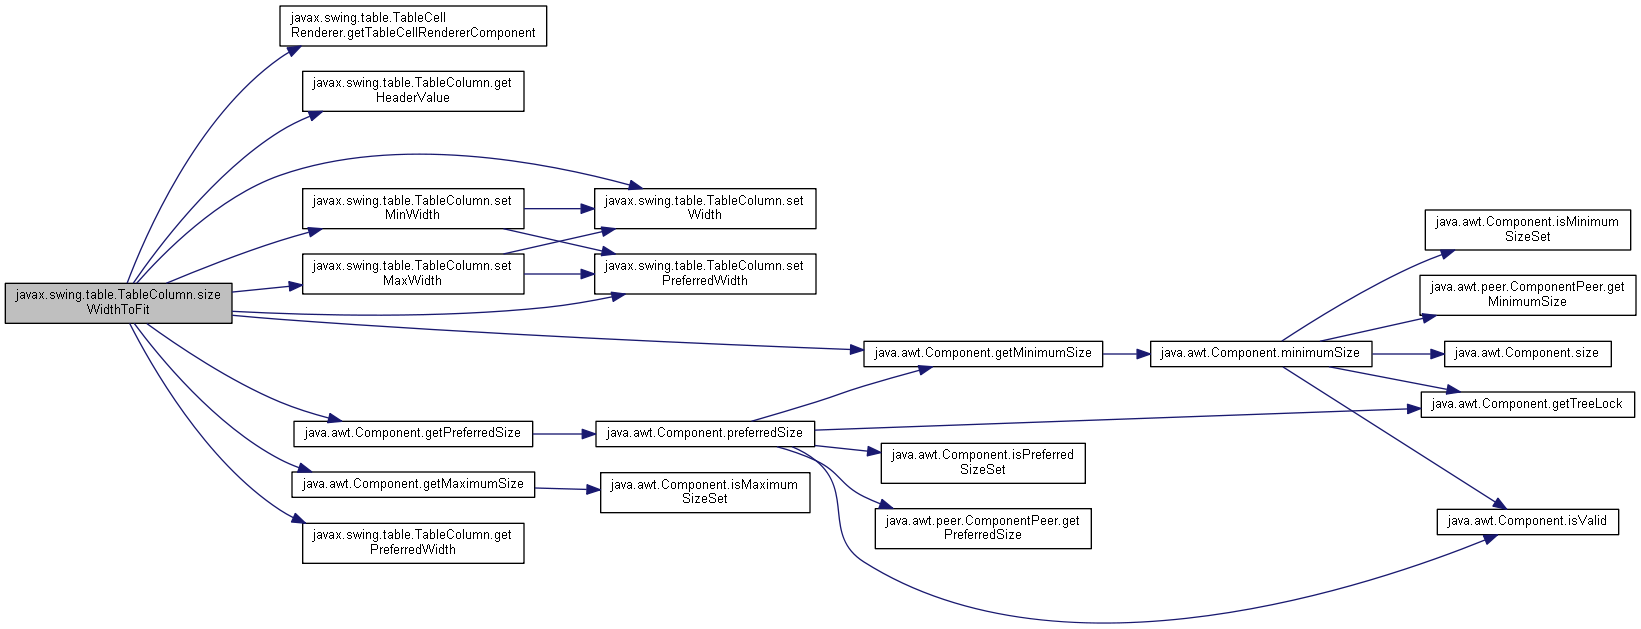 javax.swing.table.TableCell
Renderer.getTableCellRendererComponent
javax.swing.table.TableColumn.get
HeaderValue
javax.swing.table.TableColumn.set
MinWidth
javax.swing.table.TableColumn.set
Width
javax.swing.table.TableColumn.set
MaxWidth
javax.swing.table.TableColumn.set
PreferredWidth
javax.swing.table.TableColumn.size
WidthToFit
java.awt.Component.isMinimum
SizeSet
java.awt.peer.ComponentPeer.get
MinimumSize
java.awt.Component.getMinimumSize
java.awt.Component.minimumSize
java.awt.Component.size
java.awt.Component.getTreeLock
java.awt.Component.getPreferredSize
java.awt.Component.preferredSize
java.awt.Component.isPreferred
SizeSet
java.awt.Component.getMaximumSize
java.awt.Component.isMaximum
SizeSet
java.awt.peer.ComponentPeer.get
PreferredSize
java.awt.Component.isValid
javax.swing.table.TableColumn.get
PreferredWidth